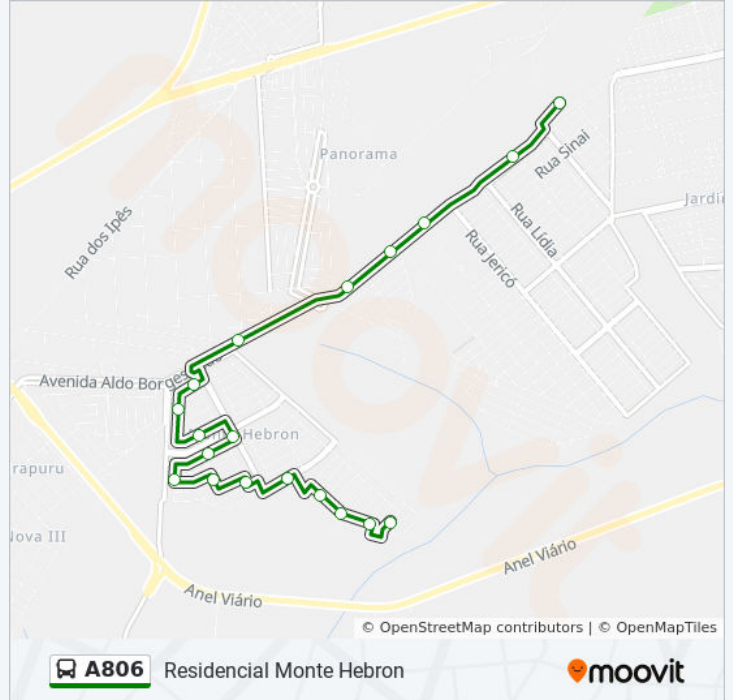 Panorama
Rua Sinai
Jardi
Rua dos Ipês
Rua Lídia
Rua Jericó
Avenida Aldo Borges
Hebron
rapuru
Nova III
Anel Viário
Anel Viário
© OpenStreetMap contributors | © OpenMapTiles
A806 Residencial Monte Hebron
moovit
moovit